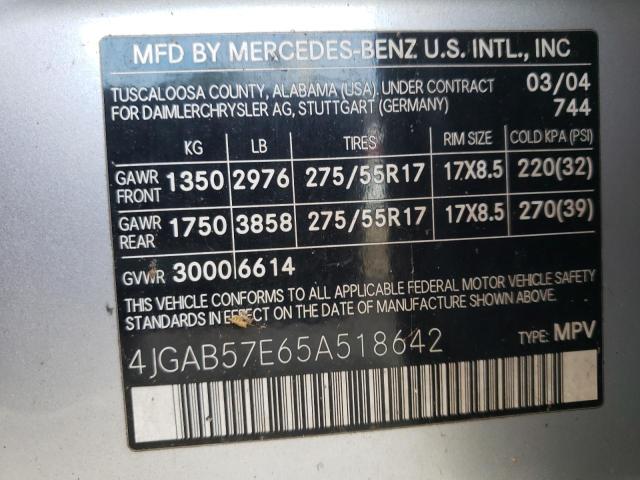 MFD BY MERCEDES-BENZ U.S. INTL., INC
TUSCALOOSA COUNTY, ALABAMA (USA). UNDER CONTRACT 03/04
FOR DAIMLERCHRYSLER AG, STUTTGART (GERMANY) 744
KG LB TIRES RIM SIZE COLD KPA (PSI)
GAWR FRONT 1350 2976 275/55R17 17X8.5 220(32)
GAWR REAR 1750 3858 275/55R17 17X8.5 270(39)
GVWR 3000 6614
THIS VEHICLE CONFORMS TO ALL APPLICABLE FEDERAL MOTOR VEHICLE SAFETY
STANDARDS IN EFFECT ON THE DATE OF MANUFACTURE SHOWN ABOVE.
4JGAB57E65A518642 TYPE: MPV